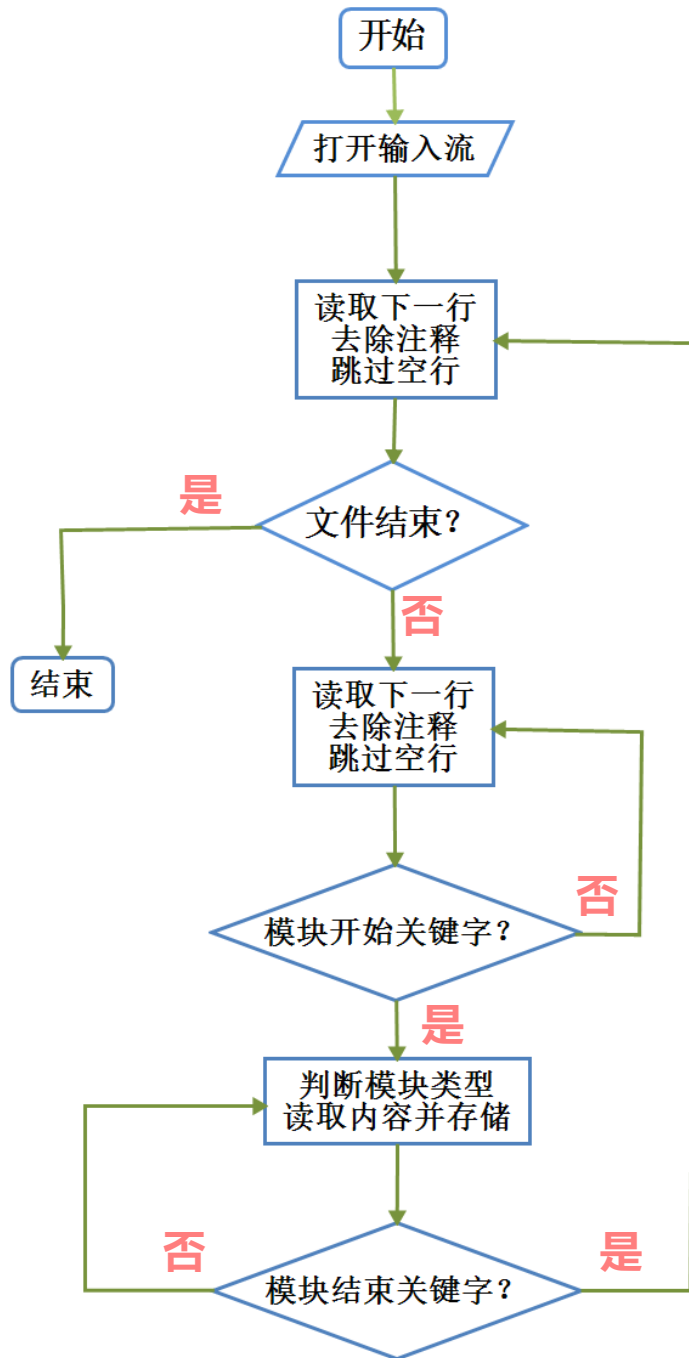 开始
打开输入流
读取下一行
去除注释
跳过空行
是
文件结束？
否
结束
读取下一行
去除注释
跳过空行
否
模块开始关键字？
是
判断模块类型
读取内容并存储
否
是
模块结束关键字？